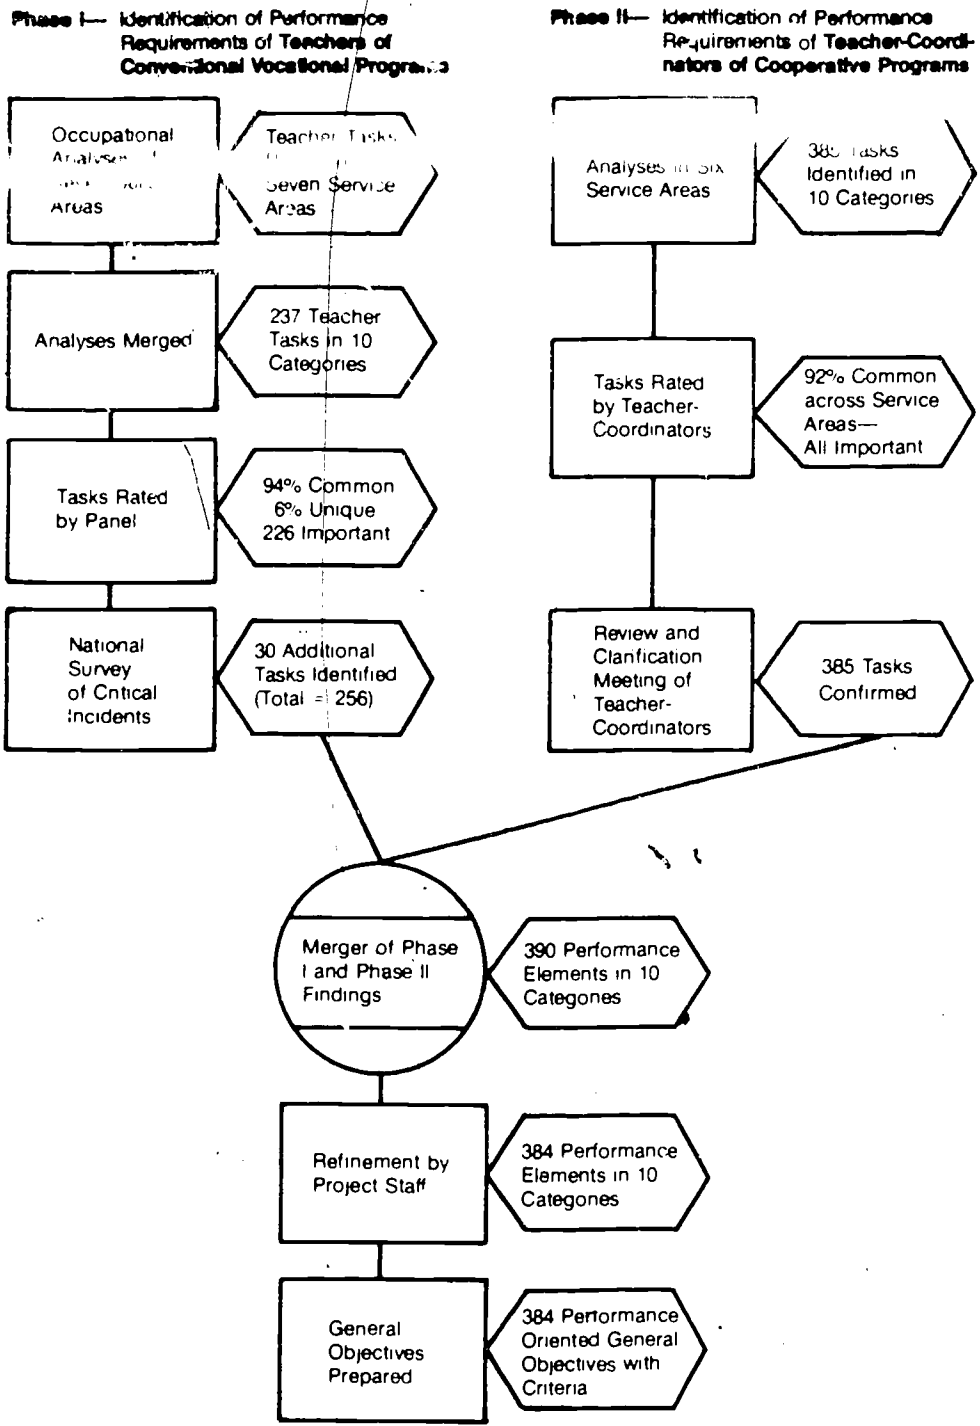 Phase I— Identification of Performance
Requirements of Teachers of
Conventional Vocational Programs
Phase II— Identification of Performance
Requirements of Teacher-Coordi-
nators of Cooperative Programs
Occupational
Analyses
Areas
Teacher Tasks
Seven Service
Areas
Analyses in Six
Service Areas
385 Tasks
Identified in
10 Categories
Analyses Merged
237 Teacher
Tasks in 10
Categories
Tasks Rated
by Teacher-
Coordinators
92% Common
across Service
Areas—
All Important
Tasks Rated
by Panel
94% Common
6% Unique
226 Important
National
Survey
of Critical
Incidents
30 Additional
Tasks Identified
(Total = 256)
Review and
Clarification
Meeting of
Teacher-
Coordinators
385 Tasks
Confirmed
Merger of Phase
I and Phase II
Findings
390 Performance
Elements in 10
Categories
Refinement by
Project Staff
384 Performance
Elements in 10
Categories
General
Objectives
Prepared
384 Performance
Oriented General
Objectives with
Criteria